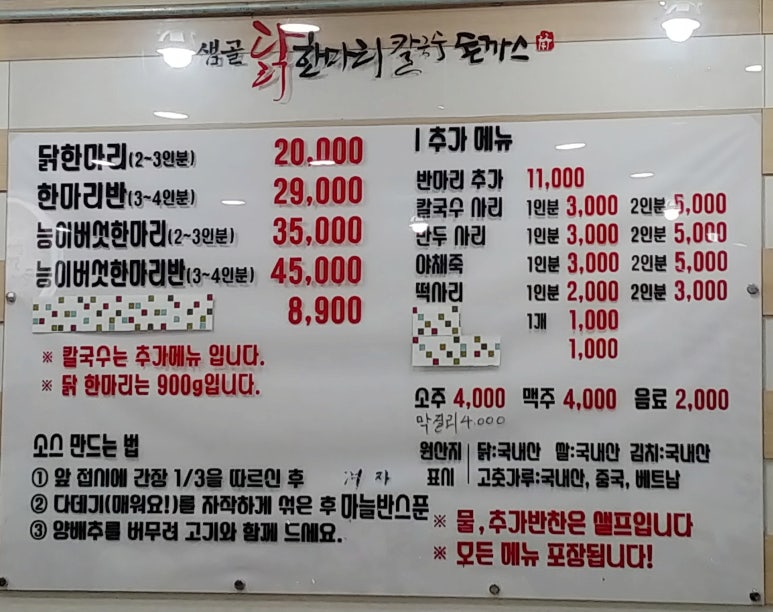 샘골 닭한마리 칼국수 돈까스
닭한마리(2~3인분) 20,000
한마리반(3~4인분) 29,000
능이버섯한마리(2~3인분) 35,000
능이버섯한마리반(3~4인분) 45,000
8,900
※ 칼국수는 추가메뉴 입니다.
※ 닭 한마리는 900g입니다.
소스 만드는 법
① 앞 접시에 간장 1/3을 따르신 후 겨자
② 다데기(매워요!)를 자작하게 섞은 후 마늘반스푼
③ 양배추를 버무려 고기와 함께 드세요.
추가 메뉴
반마리 추가 11,000
칼국수 사리 1인분 3,000 2인분 5,000
만두 사리 1인분 3,000 2인분 5,000
야채죽 1인분 3,000 2인분 5,000
떡사리 1인분 2,000 2인분 3,000
1개 1,000
1,000
소주 4,000 맥주 4,000 음료 2,000
막걸리 4.000
원산지 닭:국내산 쌀:국내산 김치:국내산
표시 고춧가루:국내산, 중국, 베트남
※ 물, 추가반찬은 셀프입니다
※ 모든 메뉴 포장됩니다!